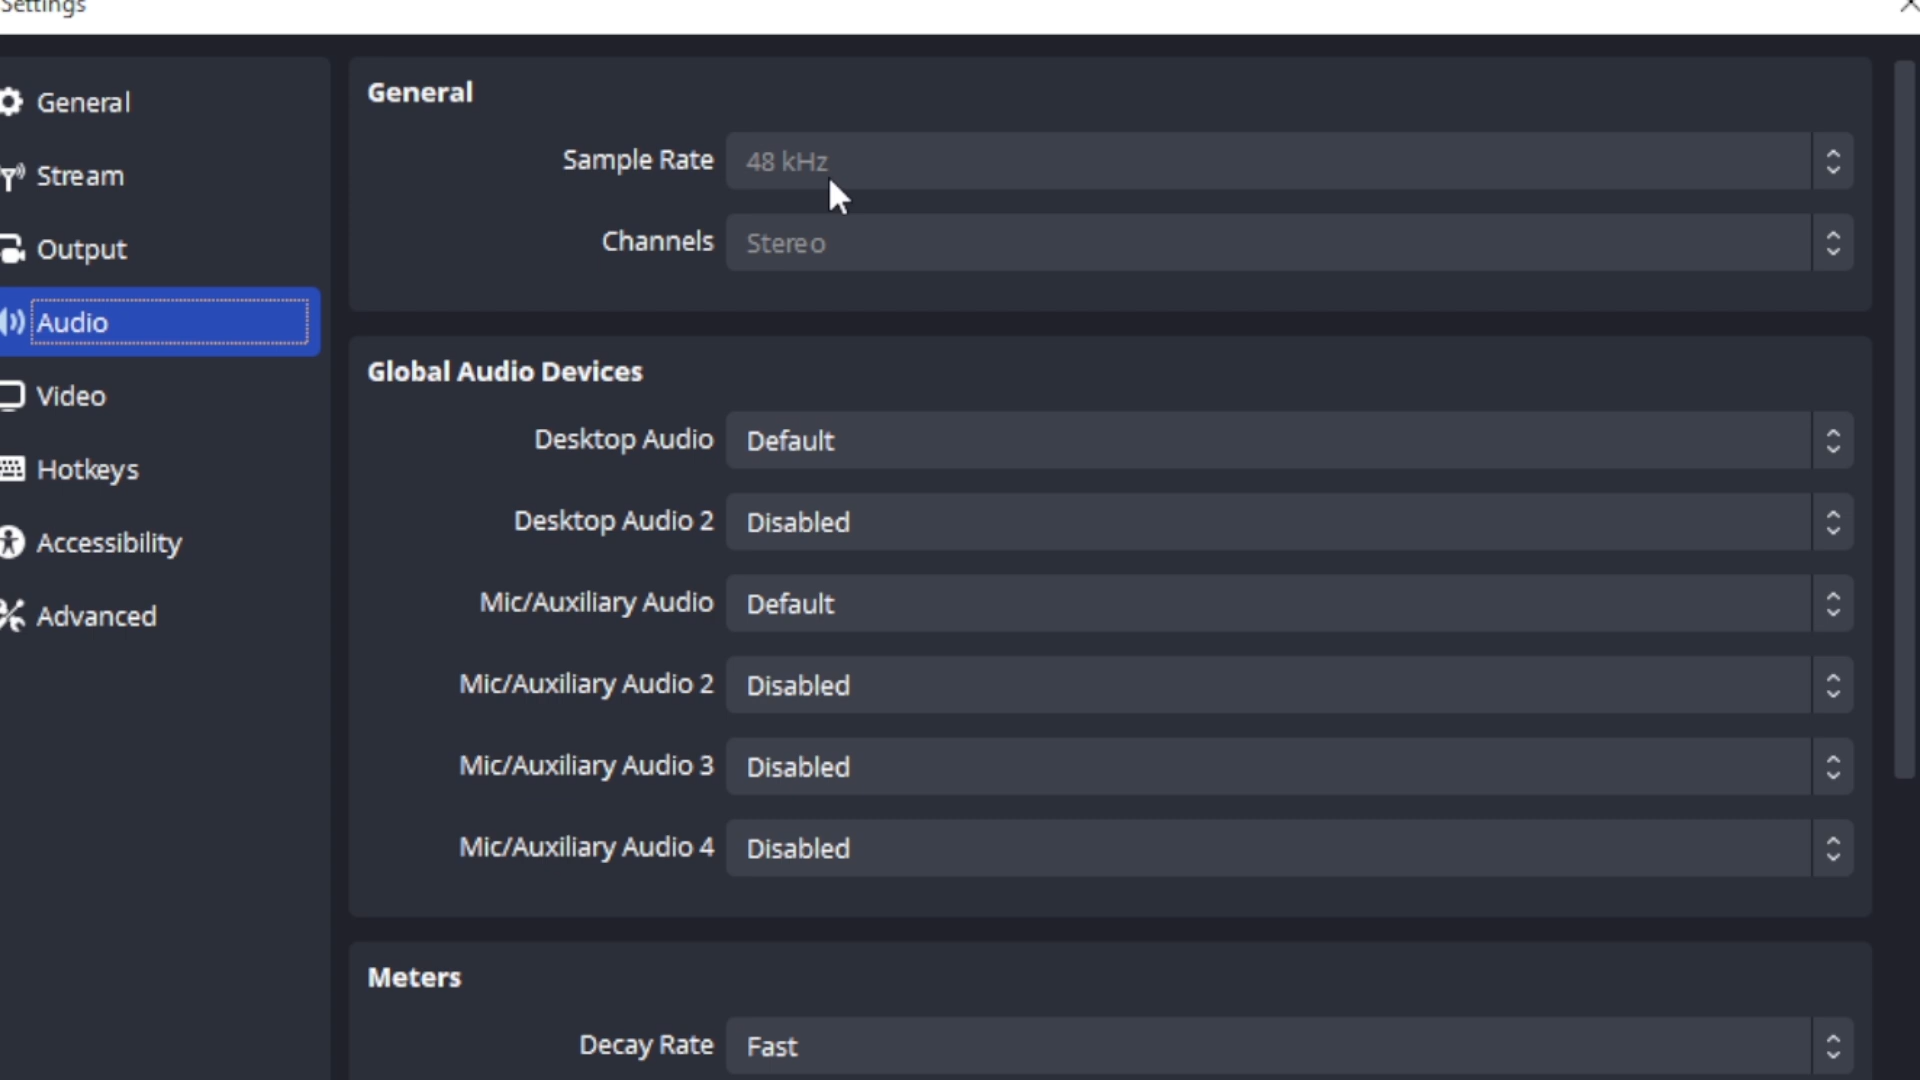 Settings
General
Stream
Output
Audio
Video
Hotkeys
Accessibility
Advanced
General
Sample Rate 48 kHz
Channels Stereo
Global Audio Devices
Desktop Audio Default
Desktop Audio 2 Disabled
Mic/Auxiliary Audio Default
Mic/Auxiliary Audio 2 Disabled
Mic/Auxiliary Audio 3 Disabled
Mic/Auxiliary Audio 4 Disabled
Meters
Decay Rate Fast